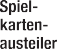 Spiel-
karten-
austeiler